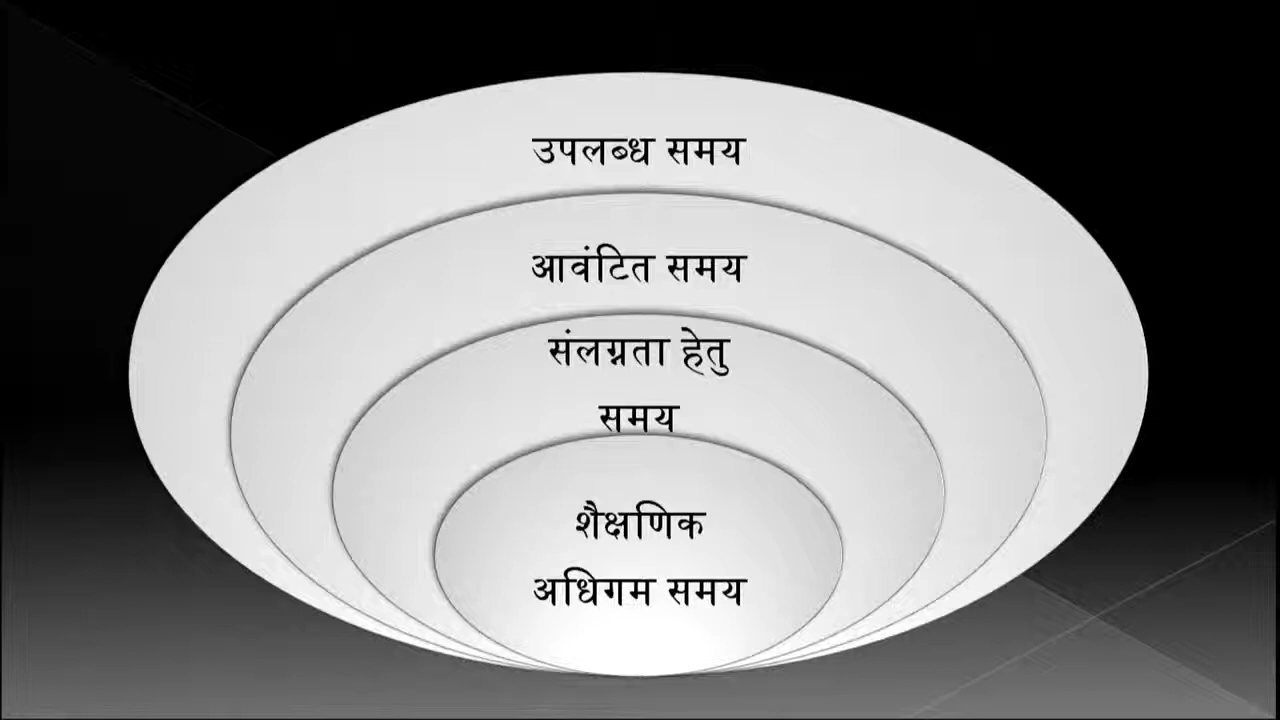 उपलब्ध समय
आवंटित समय
संलग्नता हेतु
समय
शैक्षणिक
अधिगम समय